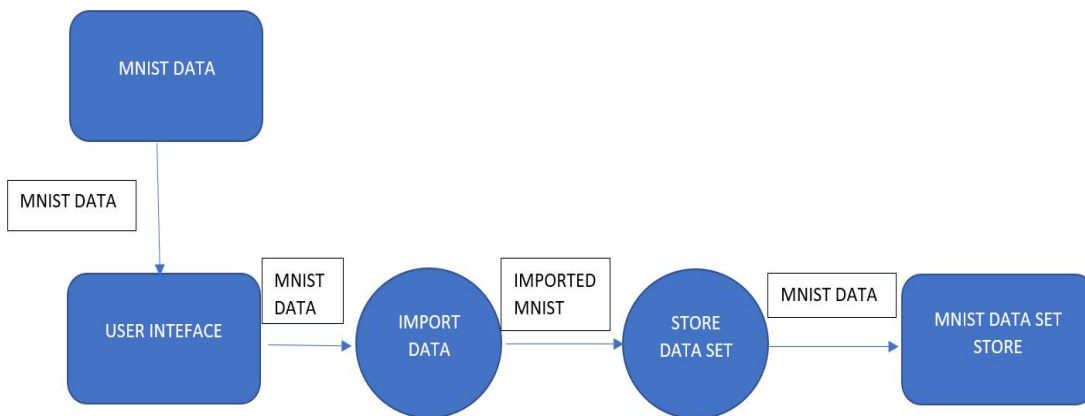 MNIST DATA
MNIST DATA
USER INTEFACE
MNIST
DATA
IMPORT
DATA
IMPORTED
MNIST
STORE
DATA SET
MNIST DATA
MNIST DATA SET
STORE